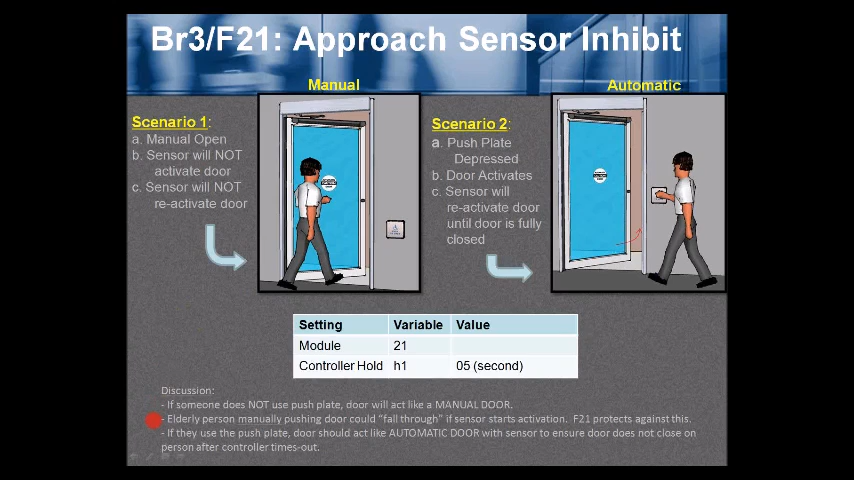 Br3/F21: Approach Sensor Inhibit
Manual
Automatic
Scenario 1:
a. Manual Open
b. Sensor will NOT
activate door
c. Sensor will NOT
re-activate door
Scenario 2:
a. Push Plate
Depressed
b. Door Activates
c. Sensor will
re-activate door
until door is fully
closed
Setting Variable Value
Module 21
Controller Hold h1 05 (second)
Discussion:
- If someone does NOT use push plate, door will act like a MANUAL DOOR.
- Elderly person manually pushing door could “fall through” if sensor starts activation. F21 protects against this.
- If they use the push plate, door should act like AUTOMATIC DOOR with sensor to ensure door does not close on
person after controller times-out.